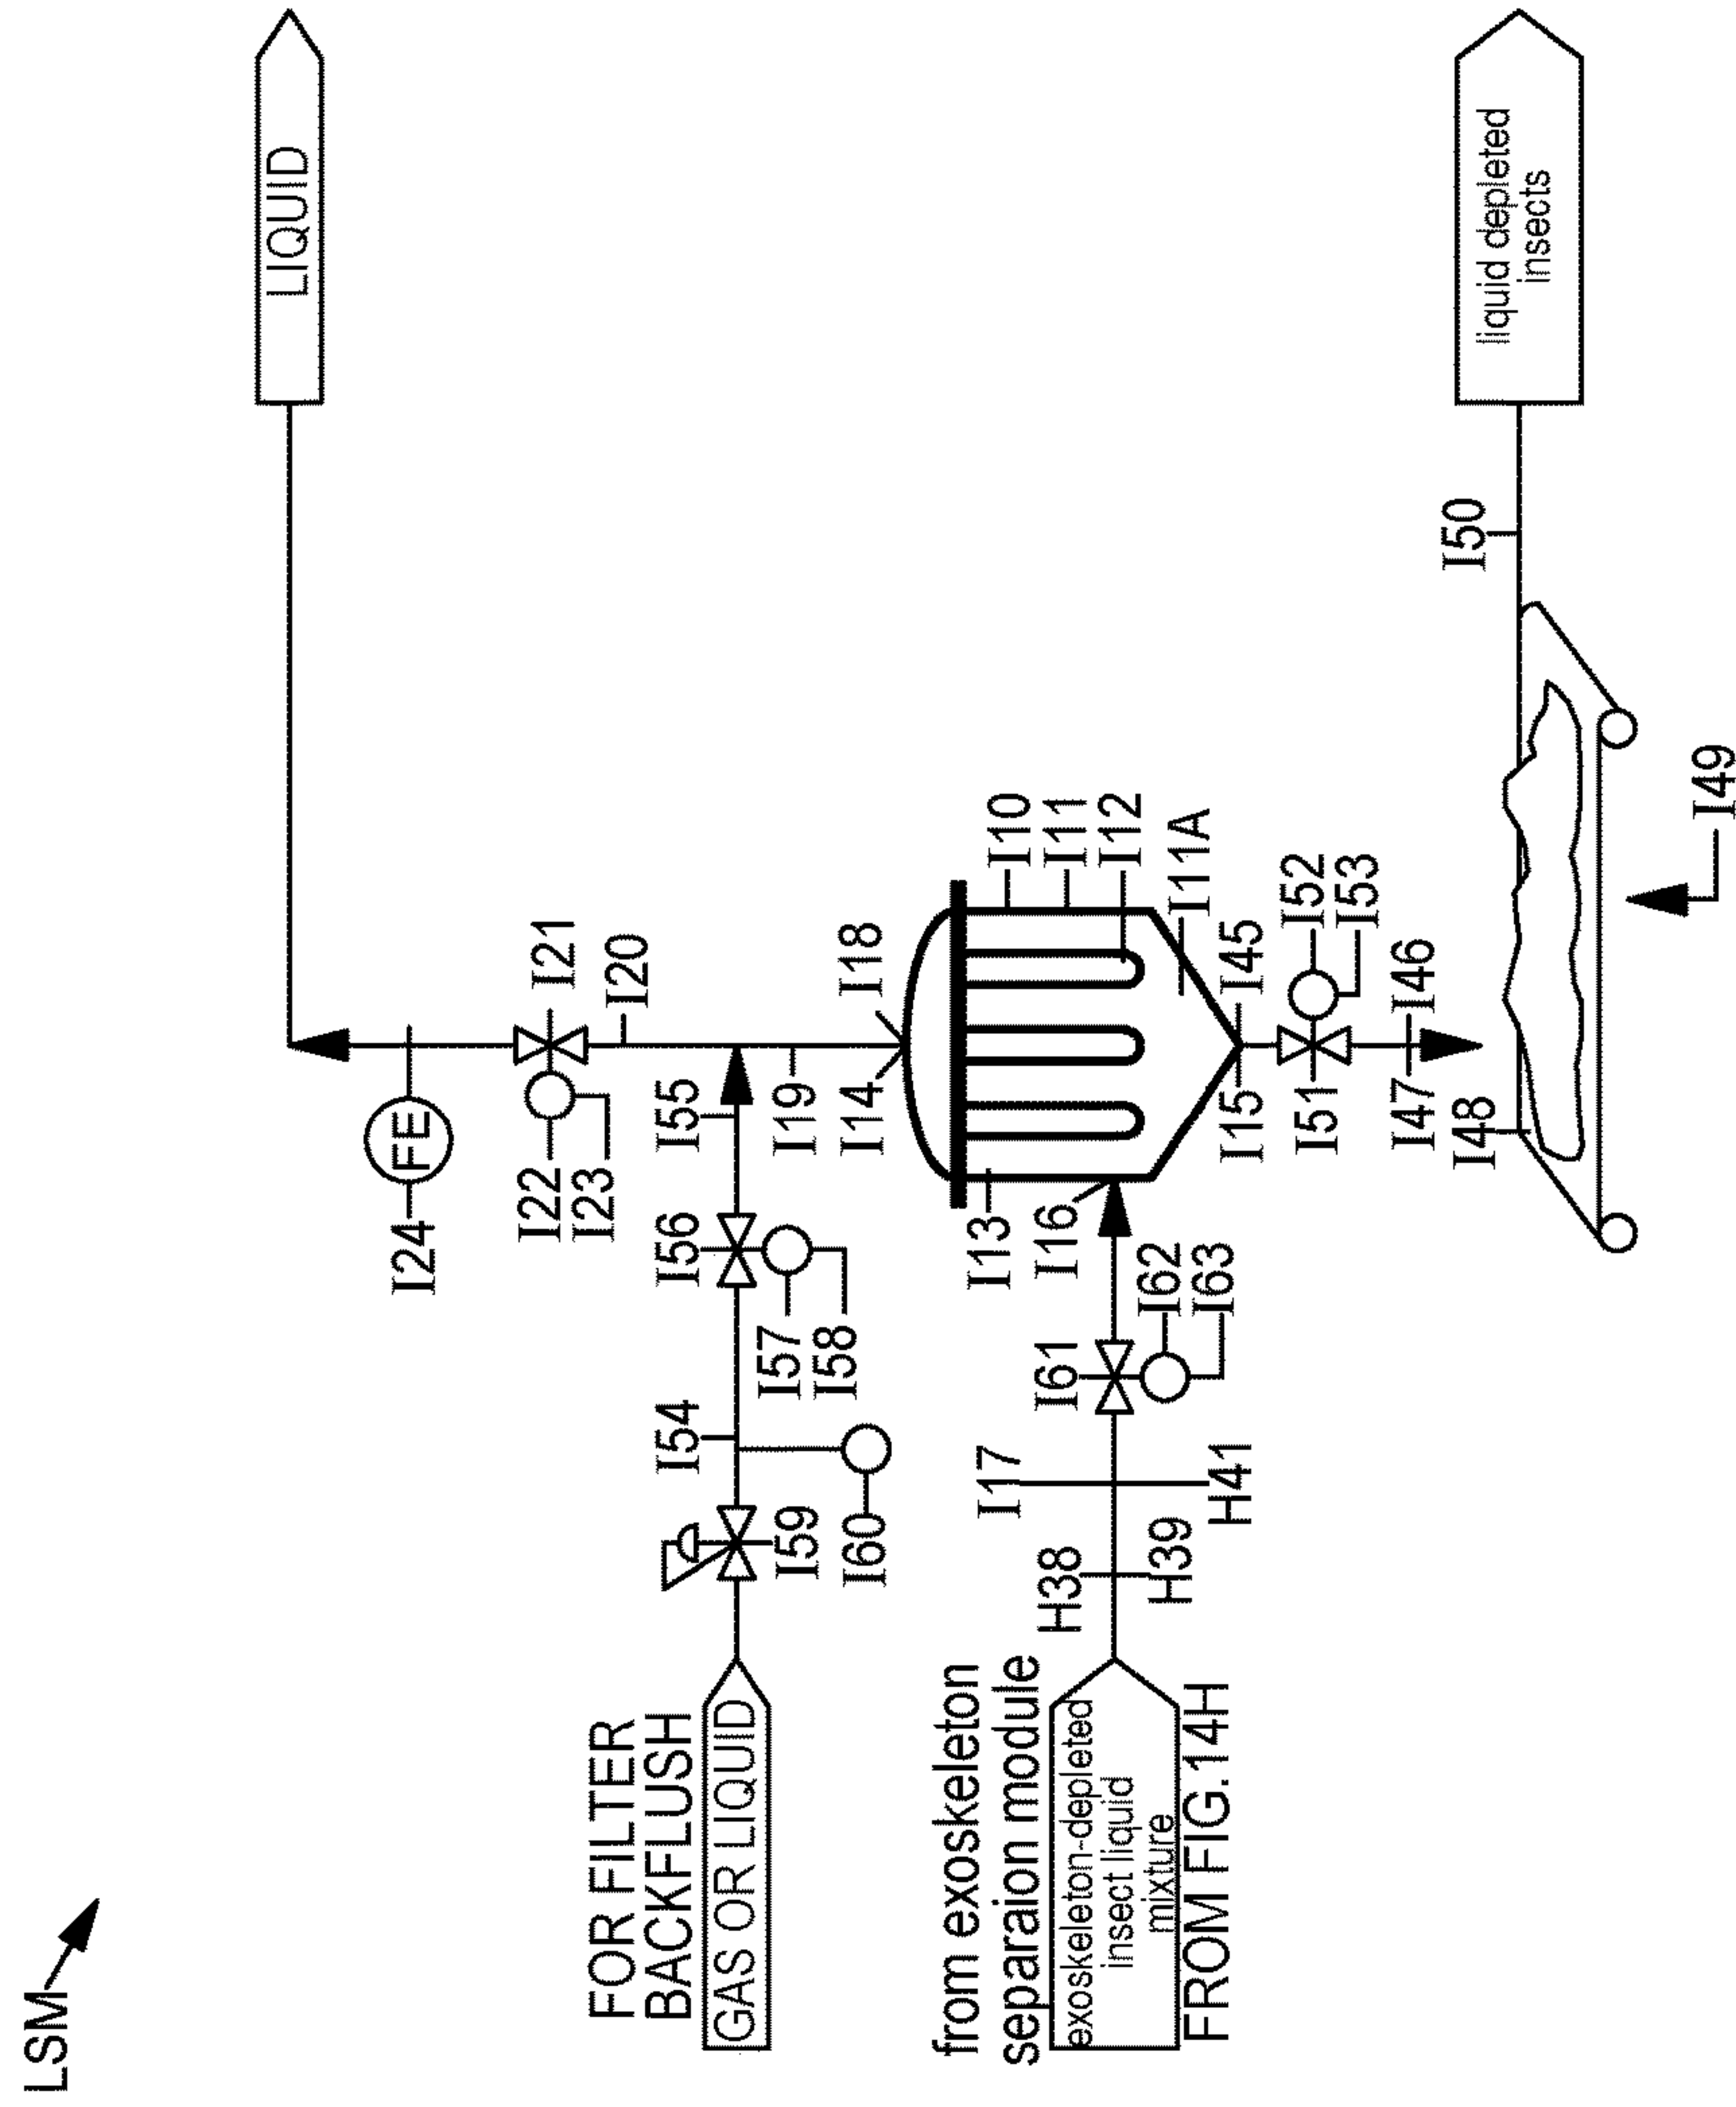 LSM
LIQUID
FE
I24
I21
I22
I23
I20
FOR FILTER
BACKFLUSH
GAS OR LIQUID
I59
I60
I54
I56
I57
I58
I55
I19
I18
I14
I10
I11
I12
I11A
I13
I16
from exoskeleton
separaion module
exoskeleton-depleted
insect liquid
mixture
FROM FIG.14H
H38
H39
I17
H41
I61
I62
I63
I15
I45
I51
I52
I53
I47
I46
I48
I49
I50
liquid depleted
insects